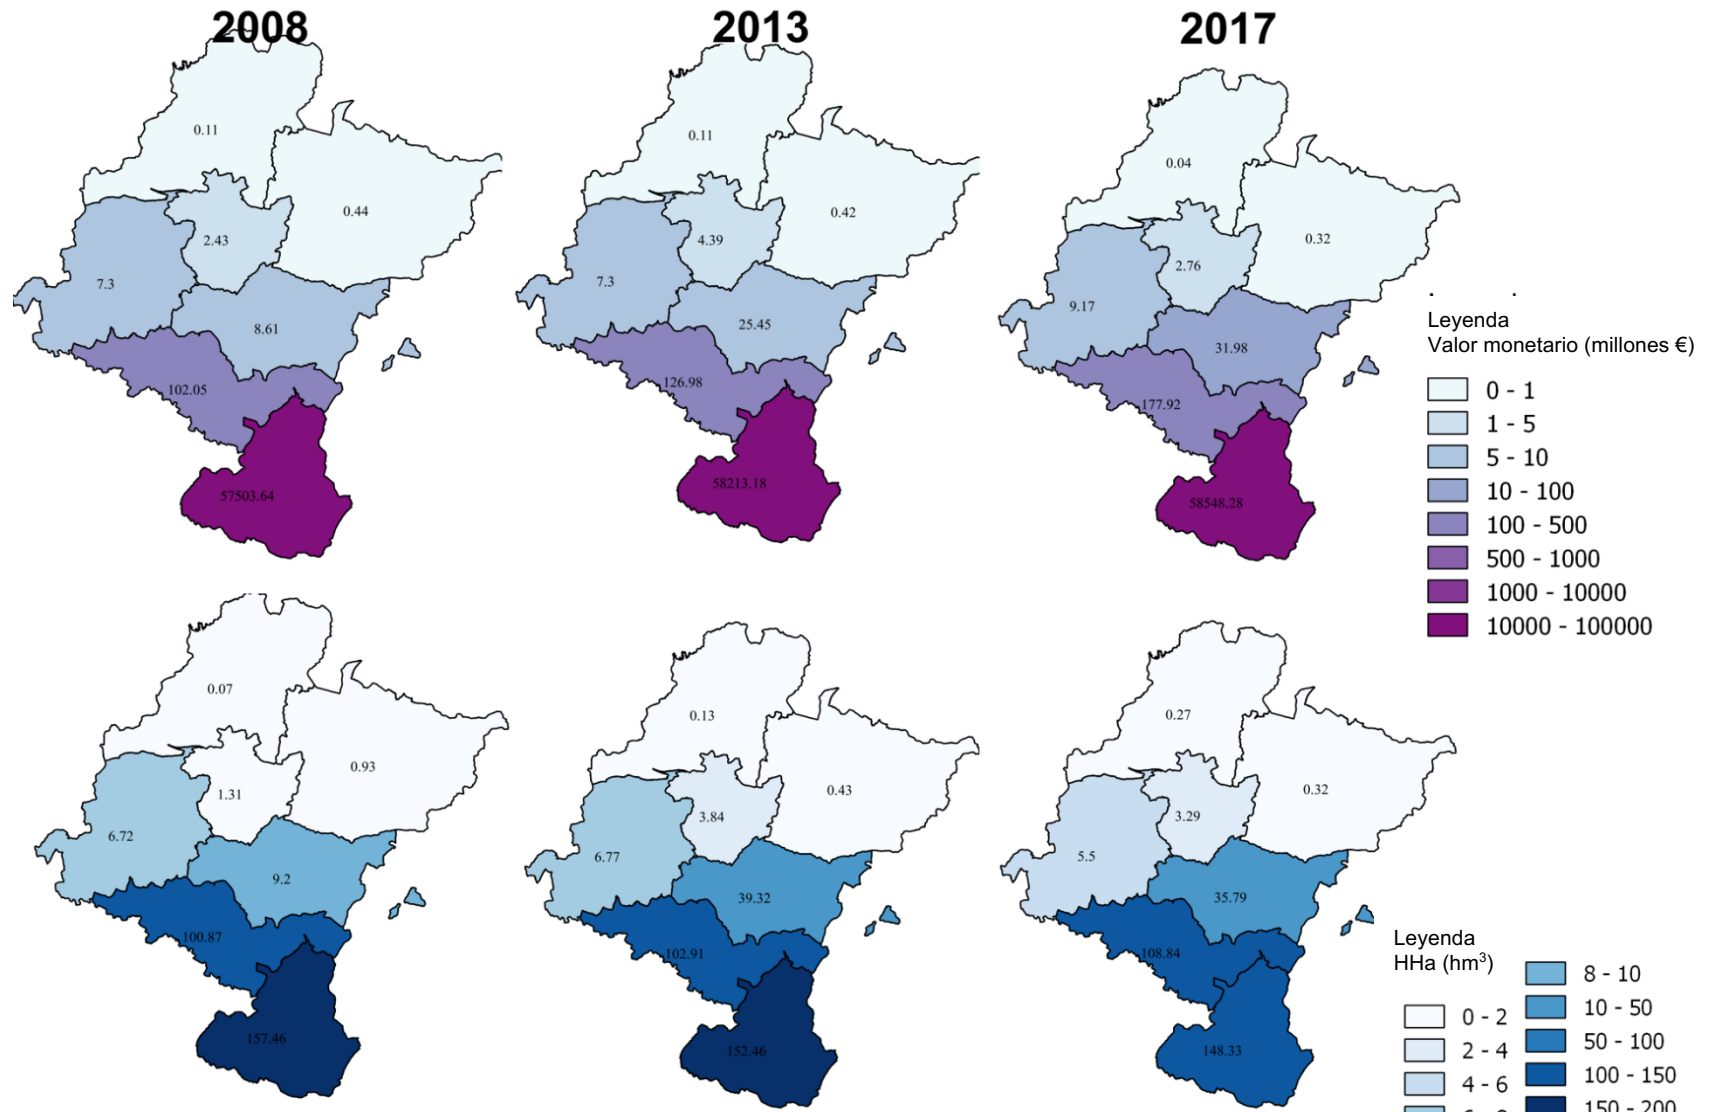 2008 2013 2017
0.11 0.11 0.04
0.44 0.42 0.32
2.43 4.39 2.76
7.3 7.3 9.17
8.61 25.45 31.98
102.05 126.98 177.92
57503.64 58213.18 58548.28
Leyenda
Valor monetario (millones €)
0 - 1
1 - 5
5 - 10
10 - 100
100 - 500
500 - 1000
1000 - 10000
10000 - 100000
0.07 0.13 0.27
0.93 0.43 0.32
1.31 3.84 3.29
6.72 6.77 5.5
9.2 39.32 35.79
100.87 102.91 108.84
157.46 152.46 148.33
Leyenda
HHa (hm³)
0 - 2
2 - 4
4 - 6
6 - 8
8 - 10
10 - 50
50 - 100
100 - 150
150 - 200